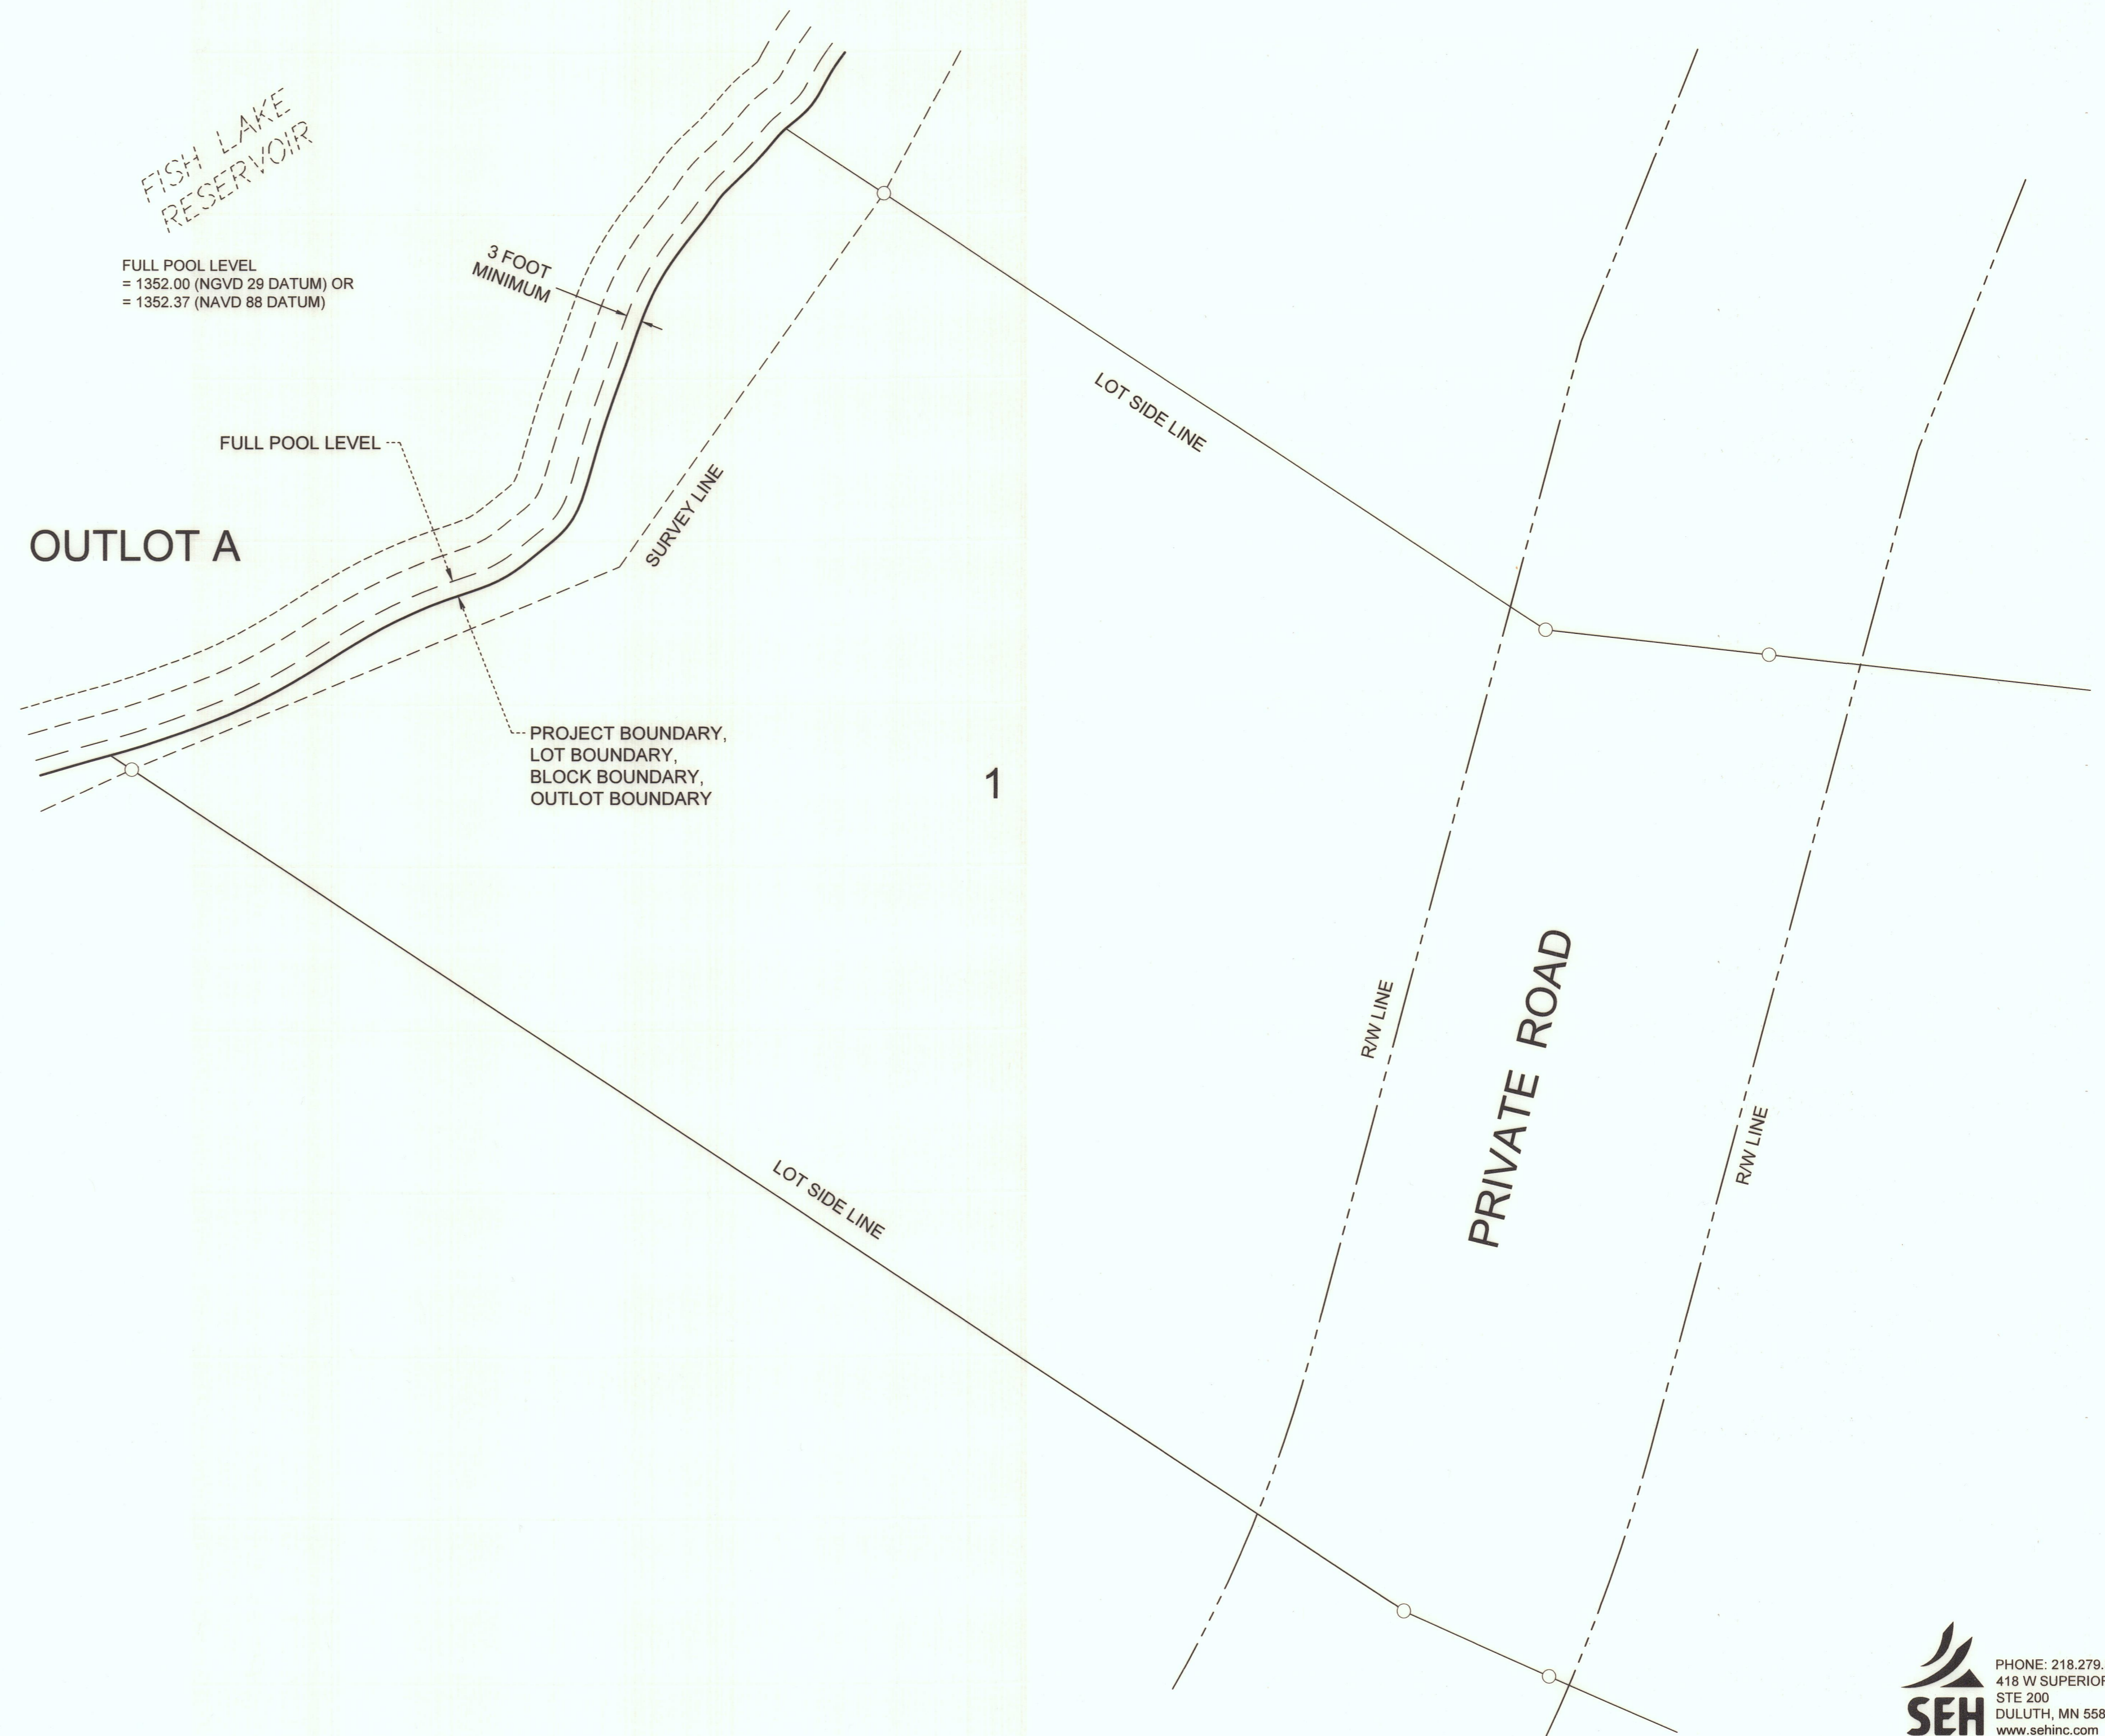 FISH LAKE
RESERVOIR
FULL POOL LEVEL
= 1352.00 (NGVD 29 DATUM) OR
= 1352.37 (NAVD 88 DATUM)
3 FOOT
MINIMUM
FULL POOL LEVEL
OUTLOT A
SURVEY LINE
LOT SIDE LINE
PROJECT BOUNDARY,
LOT BOUNDARY,
BLOCK BOUNDARY,
OUTLOT BOUNDARY
1
R/W LINE
PRIVATE ROAD
R/W LINE
LOT SIDE LINE
SEH
PHONE: 218.279.
418 W SUPERIOR
STE 200
DULUTH, MN 558
www.sehinc.com